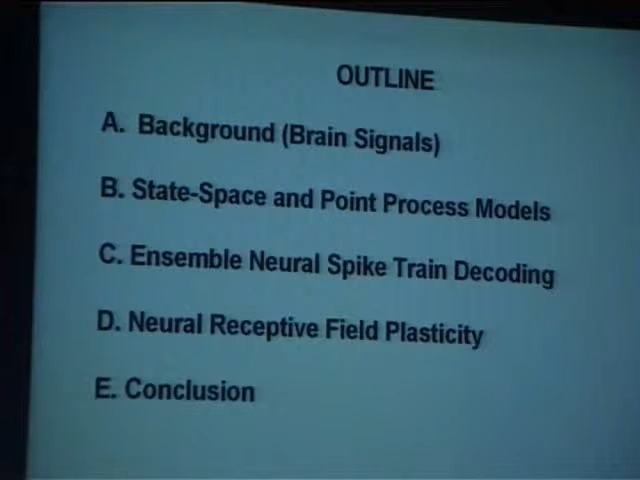 OUTLINE
A. Background (Brain Signals)
B. State-Space and Point Process Models
C. Ensemble Neural Spike Train Decoding
D. Neural Receptive Field Plasticity
E. Conclusion